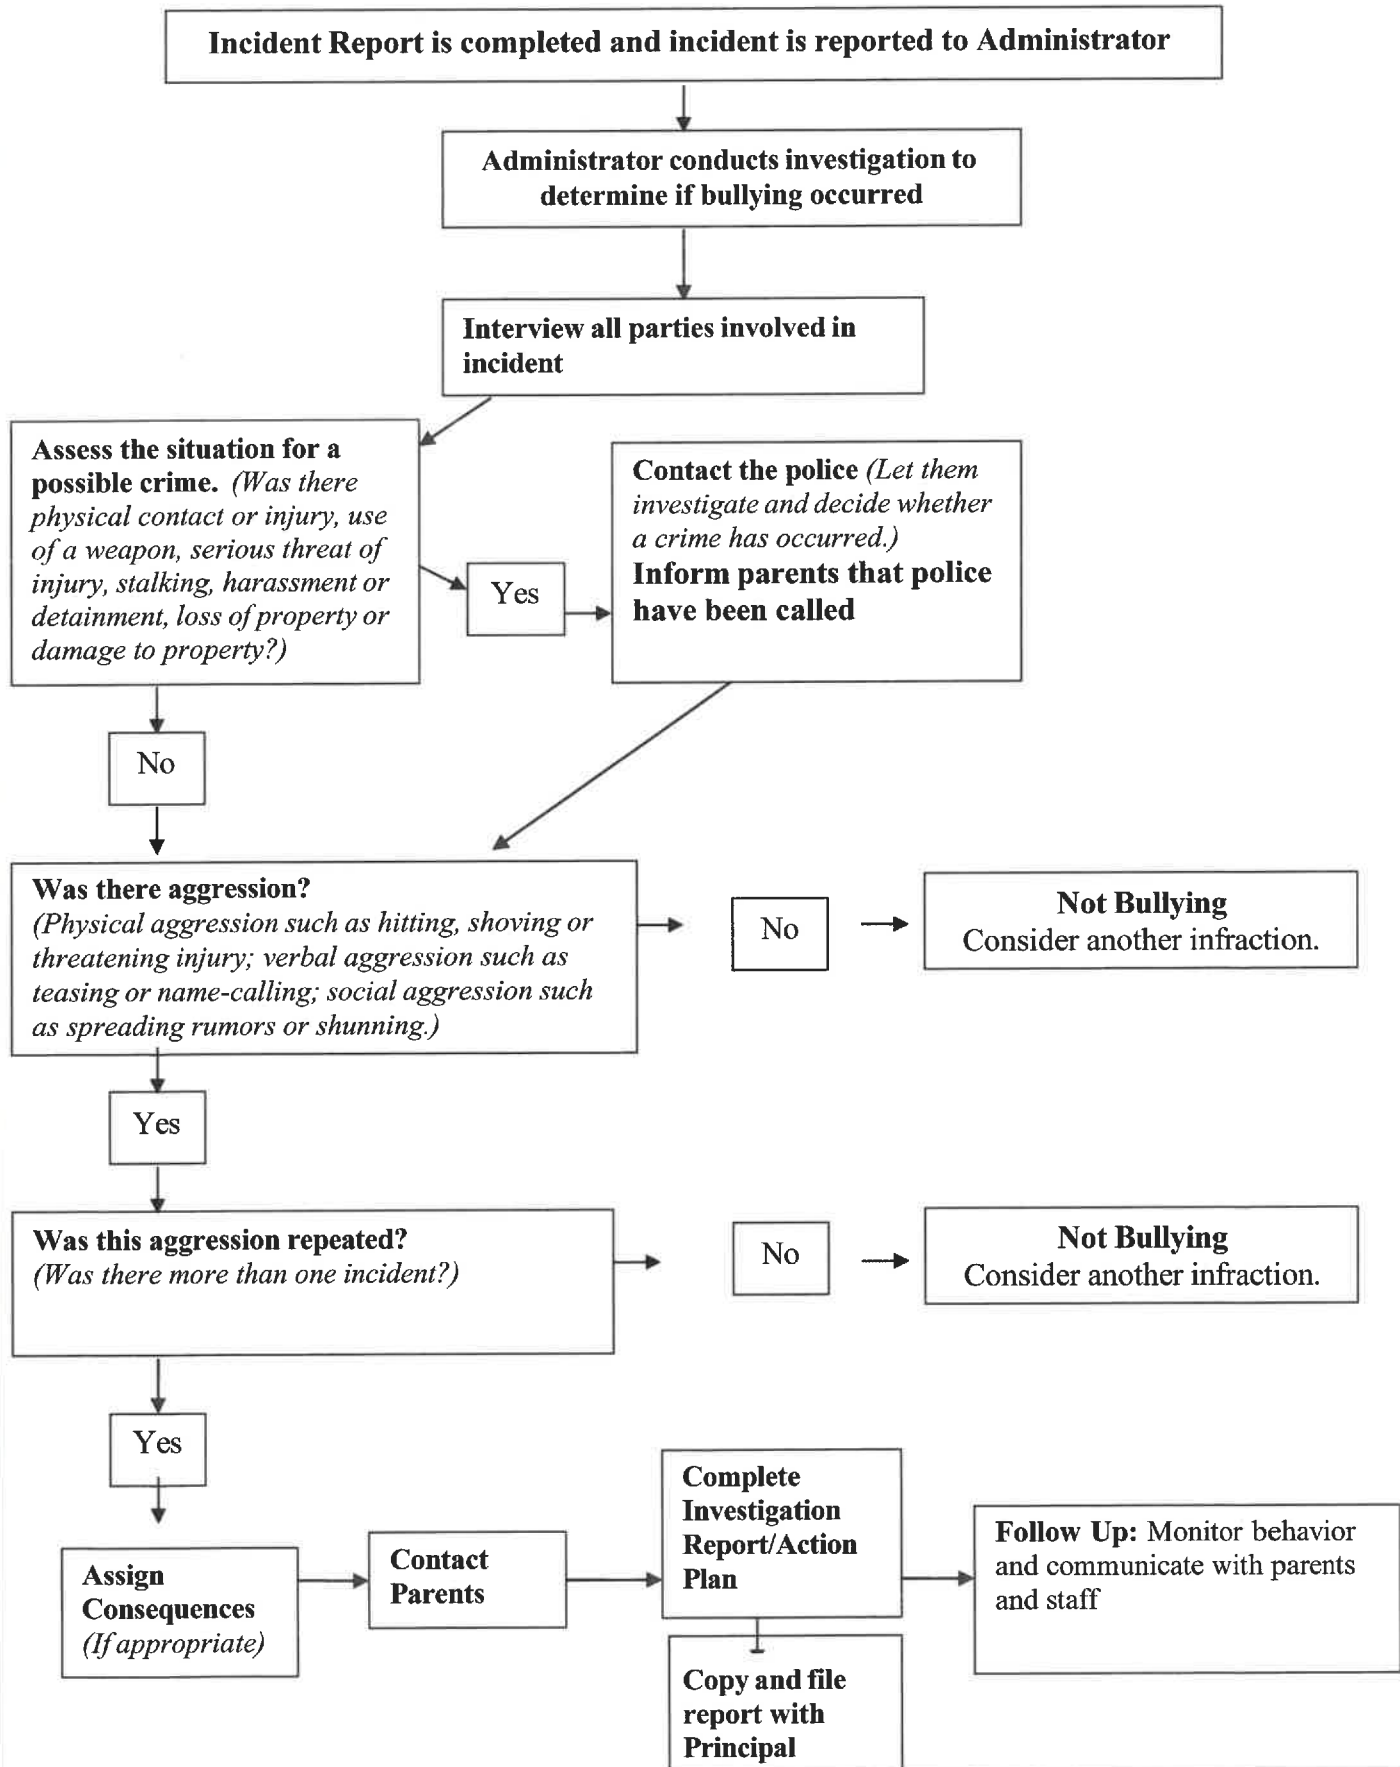 Incident Report is completed and incident is reported to Administrator
Administrator conducts investigation to
determine if bullying occurred
Interview all parties involved in
incident
Assess the situation for a
possible crime. (Was there
physical contact or injury, use
of a weapon, serious threat of
injury, stalking, harassment or
detainment, loss of property or
damage to property?)
Yes
Contact the police (Let them
investigate and decide whether
a crime has occurred.)
Inform parents that police
have been called
No
Was there aggression?
(Physical aggression such as hitting, shoving or
threatening injury; verbal aggression such as
teasing or name-calling; social aggression such
as spreading rumors or shunning.)
No
Not Bullying
Consider another infraction.
Yes
Was this aggression repeated?
(Was there more than one incident?)
No
Not Bullying
Consider another infraction.
Yes
Assign
Consequences
(If appropriate)
Contact
Parents
Complete
Investigation
Report/Action
Plan
Follow Up: Monitor behavior
and communicate with parents
and staff
Copy and file
report with
Principal